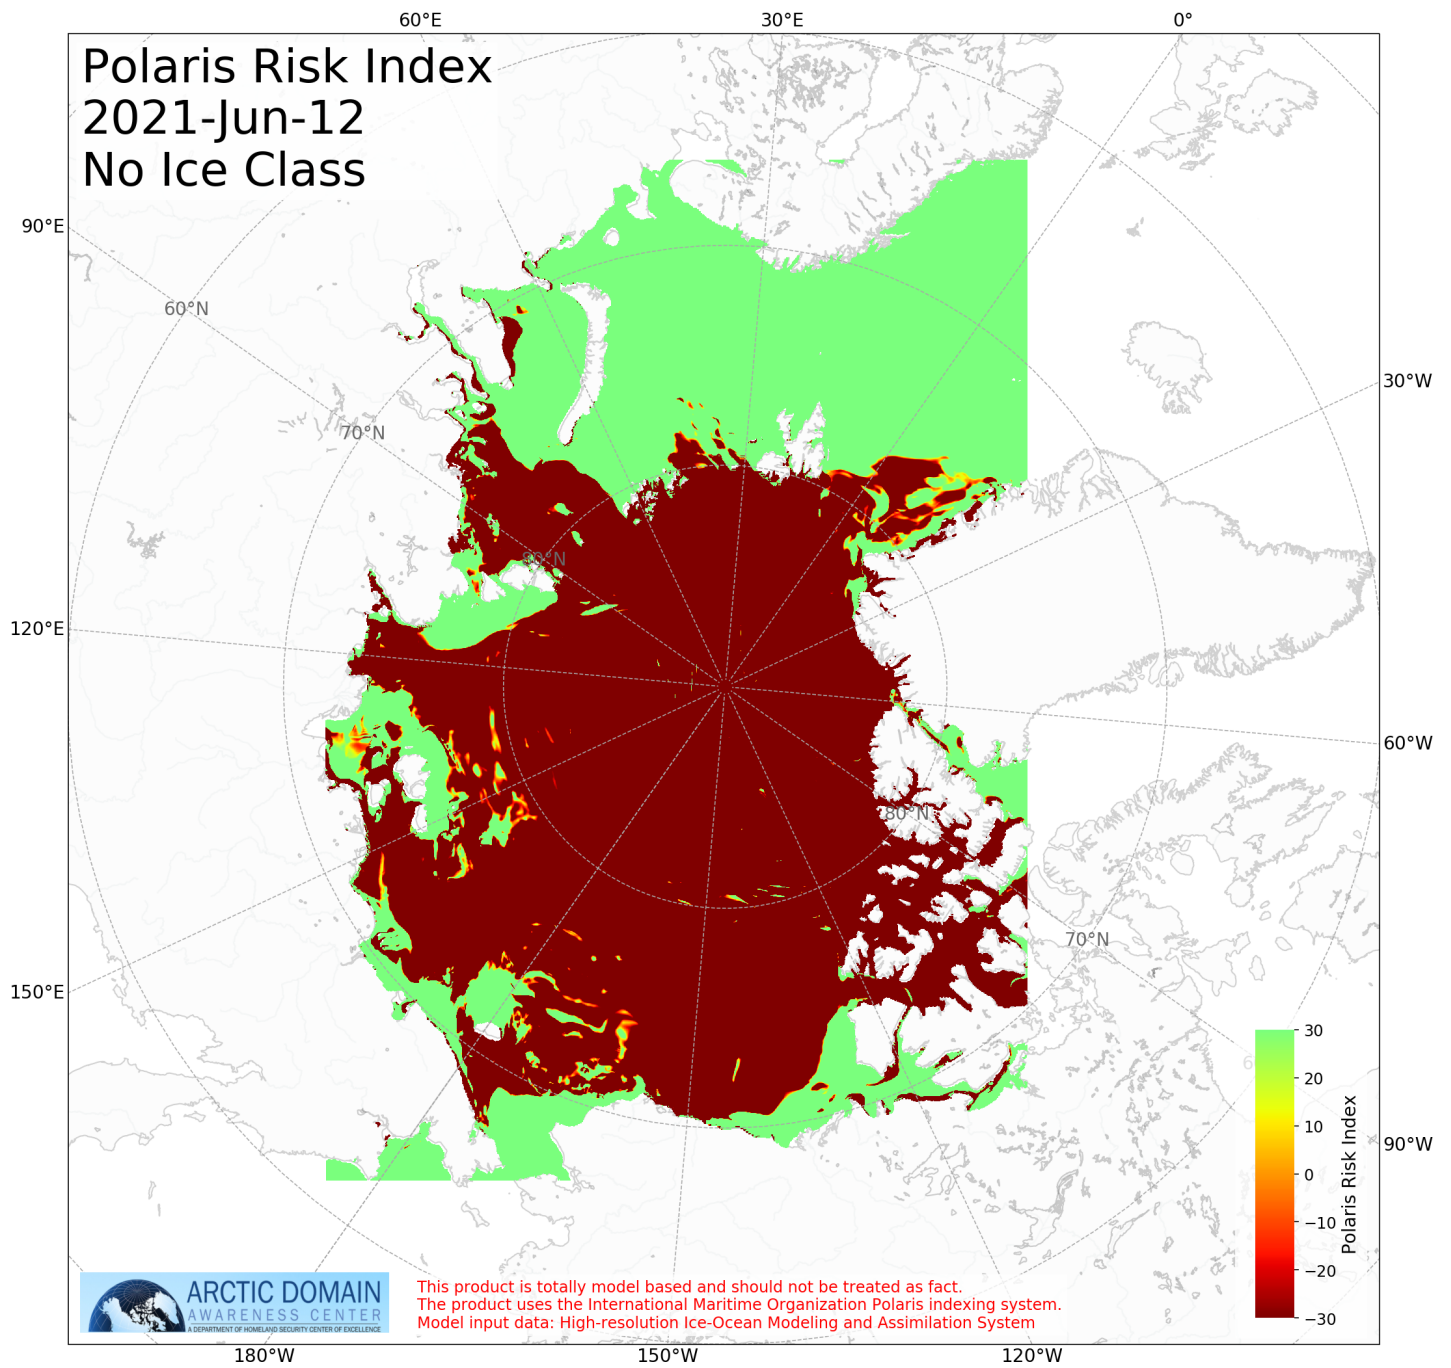 60°E 30°E 0°
Polaris Risk Index
2021-Jun-12
No Ice Class
90°E
60°N
30°W
70°N
80°N
120°E
60°W
80°N
70°N
150°E
30
20
10
0
−10
−20
−30
Polaris Risk Index
90°W
ARCTIC DOMAIN
AWARENESS CENTER
A DEPARTMENT OF HOMELAND SECURITY CENTER OF EXCELLENCE
This product is totally model based and should not be treated as fact.
The product uses the International Maritime Organization Polaris indexing system.
Model input data: High-resolution Ice-Ocean Modeling and Assimilation System
180°W 150°W 120°W